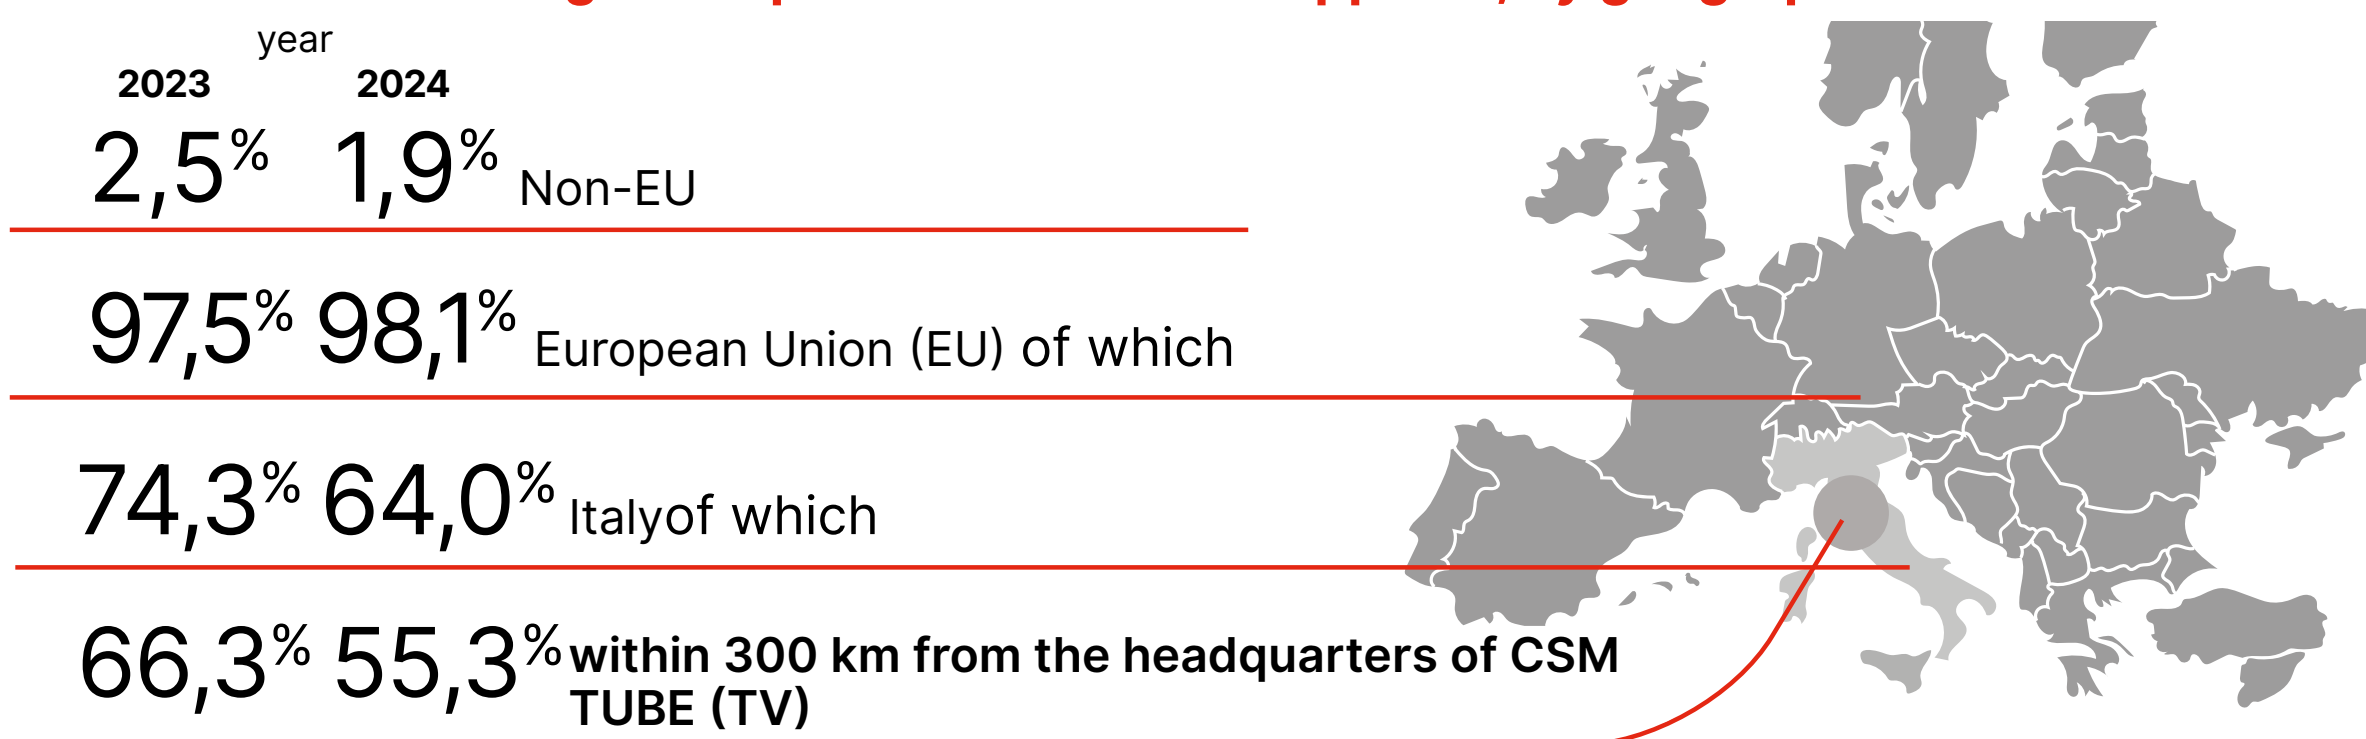 year
2023 2024
2,5% 1,9% Non-EU
97,5% 98,1% European Union (EU) of which
74,3% 64,0% Italyof which
66,3% 55,3% within 300 km from the headquarters of CSM
TUBE (TV)